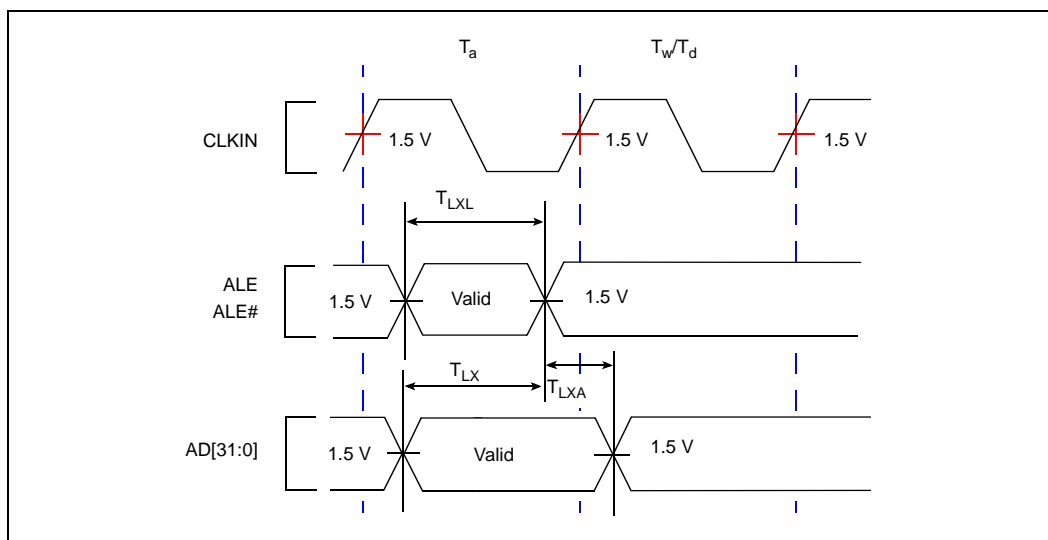 Ta
Tw/Td
CLKIN
1.5 V
1.5 V
1.5 V
TLXL
ALE
ALE#
1.5 V
Valid
1.5 V
TLX
TLXA
AD[31:0]
1.5 V
Valid
1.5 V